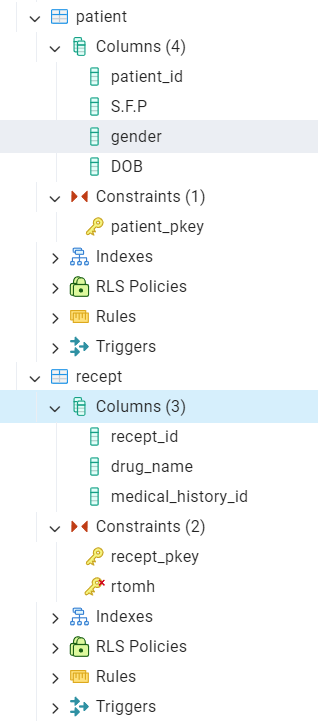 patient
Columns (4)
patient_id
S.F.P
gender
DOB
Constraints (1)
patient_pkey
Indexes
RLS Policies
Rules
Triggers
recept
Columns (3)
recept_id
drug_name
medical_history_id
Constraints (2)
recept_pkey
rtomh
Indexes
RLS Policies
Rules
Triggers